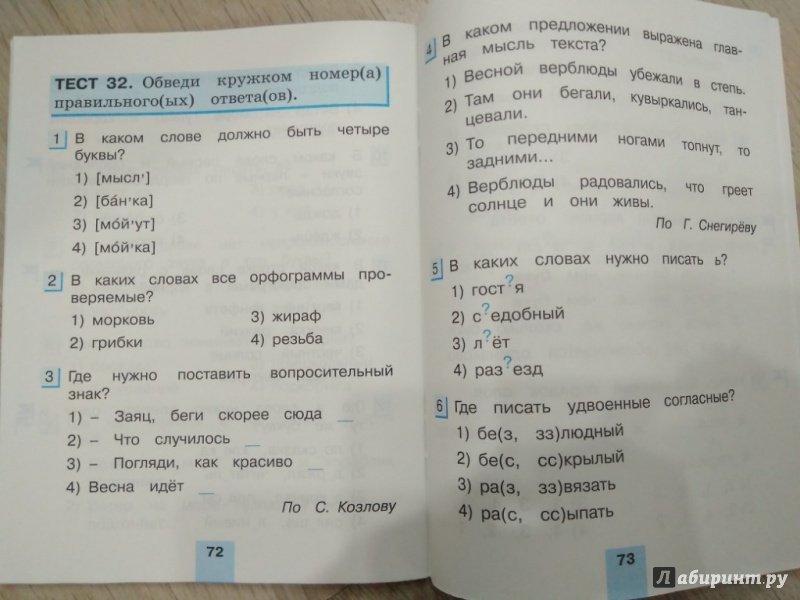 ТЕСТ 32. Обведи кружком номер(а)
правильного(ых) ответа(ов).
1 В каком слове должно быть четыре
буквы?
1) [мысл']
2) [ба́н'ка]
3) [мо́й'ут]
4) [мо́й'ка]
2 В каких словах все орфограммы про-
веряемые?
1) морковь 3) жираф
2) грибки 4) резьба
3 Где нужно поставить вопросительный
знак?
1) – Заяц, беги скорее сюда _
2) – Что случилось _
3) – Погляди, как красиво _
4) Весна идёт _
По С. Козлову
72
4 В каком предложении выражена глав-
ная мысль текста?
1) Весной верблюды убежали в степь.
2) Там они бегали, кувыркались, тан-
цевали.
3) То передними ногами топнут, то
задними...
4) Верблюды радовались, что греет
солнце и они живы.
По Г. Снегирёву
5 В каких словах нужно писать ь?
1) гост?я
2) с?едобный
3) л?ёт
4) раз?езд
6 Где писать удвоенные согласные?
1) бе(з, зз)людный
2) бе(с, сс)крылый
3) ра(з, зз)вязать
4) ра(с, сс)ыпать
73
Лабиринт.ру